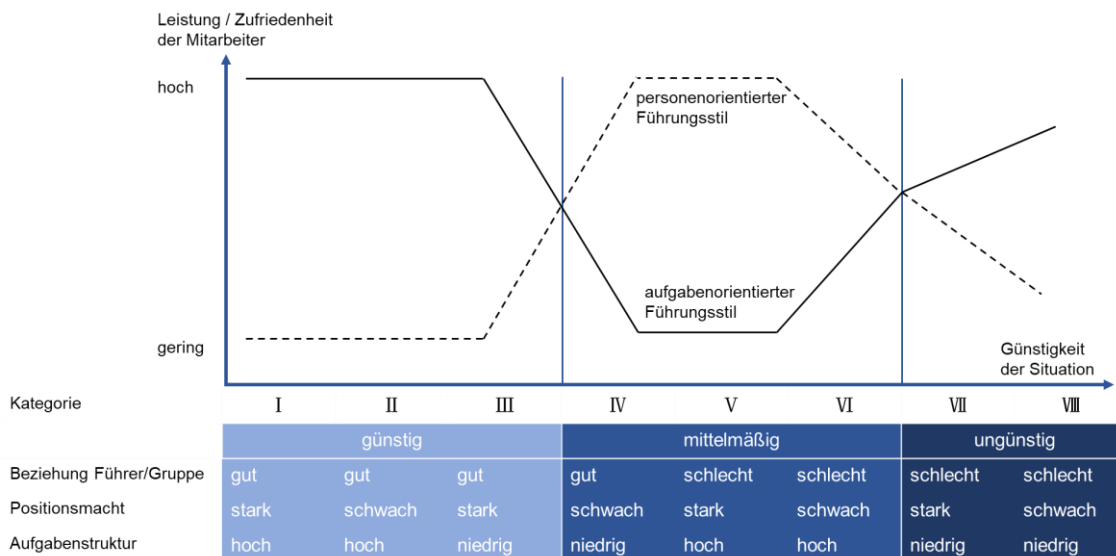 Leistung / Zufriedenheit
der Mitarbeiter
hoch
personenorientierter
Führungsstil
aufgabenorientierter
Führungsstil
gering
Günstigkeit
der Situation
Kategorie I II III IV V VI VII VIII
günstig mittelmäßig ungünstig
Beziehung Führer/Gruppe gut gut gut gut schlecht schlecht schlecht schlecht
Positionsmacht stark schwach stark schwach stark schwach stark schwach
Aufgabenstruktur hoch hoch niedrig niedrig hoch hoch niedrig niedrig